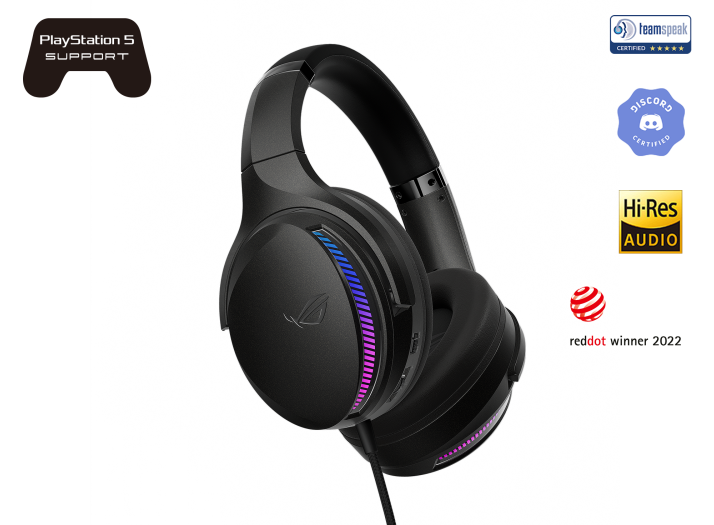 PlayStation 5
SUPPORT
teamspeak
CERTIFIED ★★★★★
DISCORD
CERTIFIED
Hi-Res
AUDIO
reddot winner 2022